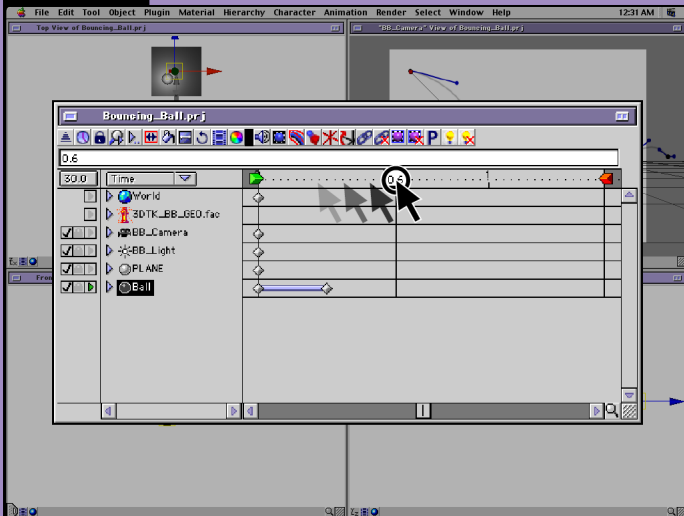 File Edit Tool Object Plugin Material Hierarchy Character Animation Render Select Window Help 12:31 AM
Top View of Bouncing_Ball.prj
"BB_Camera" View of Bouncing_Ball.prj
Bouncing_Ball.prj
P
0.6
30.0 Time 0.6
World
3DTK_BB_GEO.fac
BB_Camera
BB_Light
PLANE
Fron
Ball